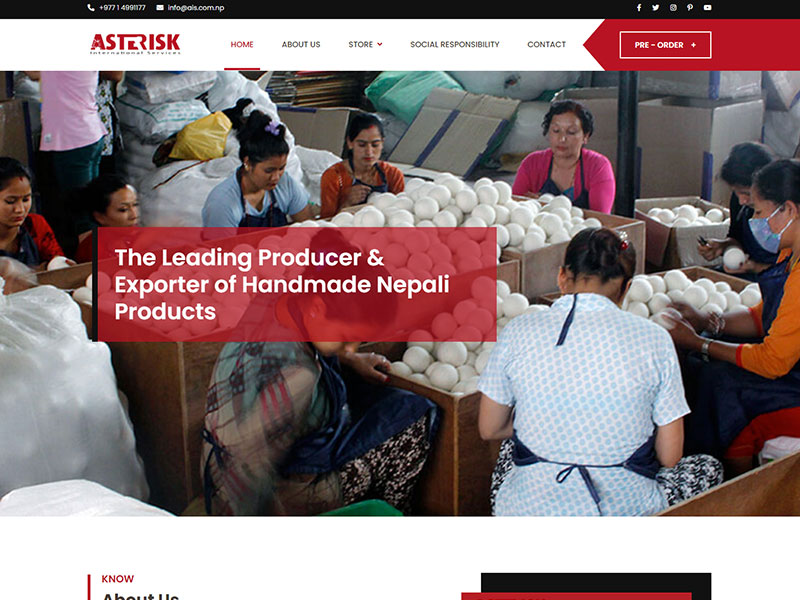 +977 1 4991177 info@ais.com.np
ASTERISK
International Services
HOME ABOUT US STORE SOCIAL RESPONSIBILITY CONTACT PRE - ORDER +
The Leading Producer &
Exporter of Handmade Nepali
Products
KNOW
About Us